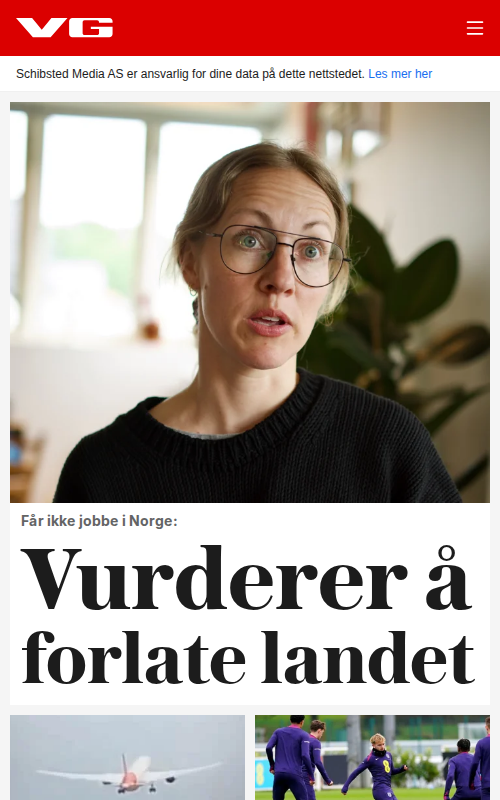 VG
Schibsted Media AS er ansvarlig for dine data på dette nettstedet. Les mer her
Får ikke jobbe i Norge:
Vurderer å
forlate landet